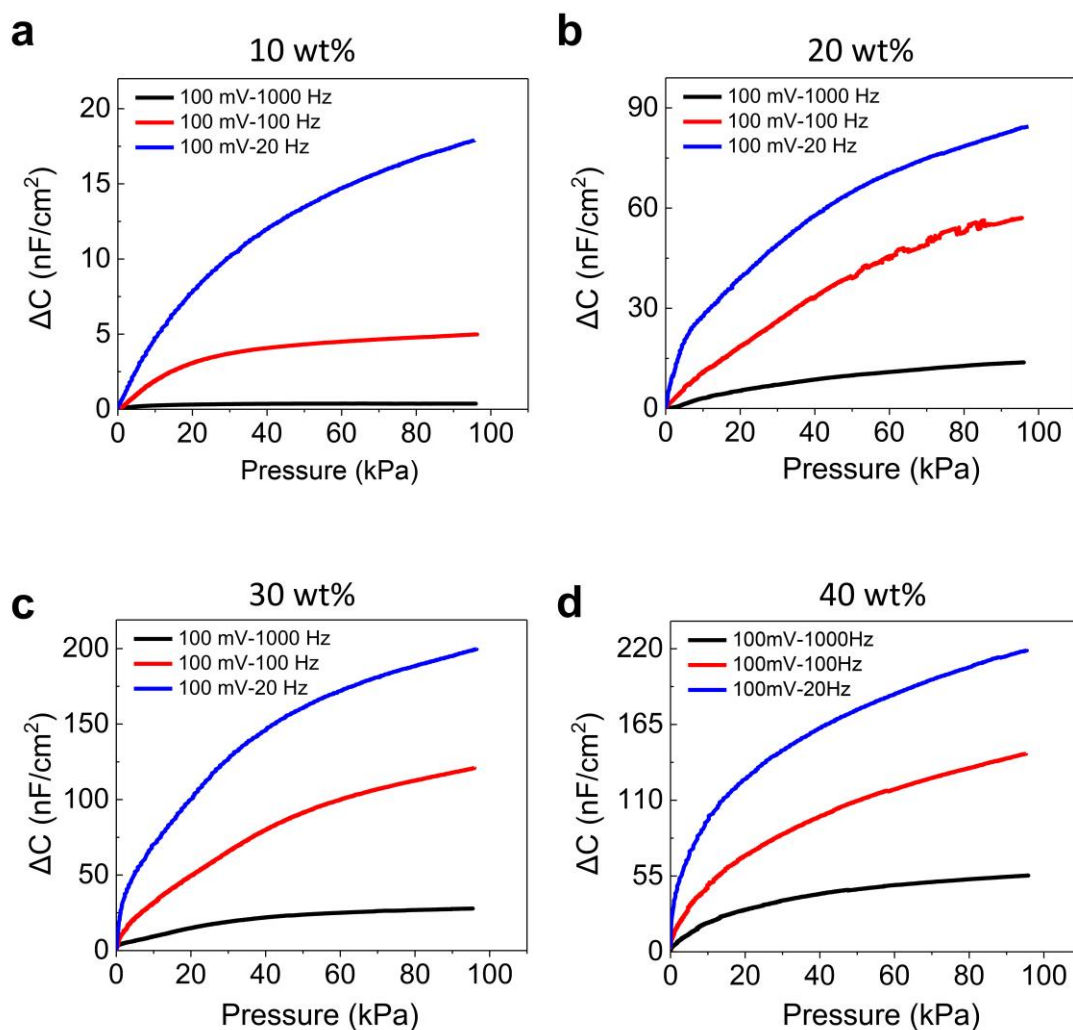 a
10 wt%
100 mV-1000 Hz
100 mV-100 Hz
100 mV-20 Hz
ΔC (nF/cm²)
20
15
10
5
0
0 20 40 60 80 100
Pressure (kPa)
b
20 wt%
100 mV-1000 Hz
100 mV-100 Hz
100 mV-20 Hz
ΔC (nF/cm²)
90
60
30
0
0 20 40 60 80 100
Pressure (kPa)
c
30 wt%
100 mV-1000 Hz
100 mV-100 Hz
100 mV-20 Hz
ΔC (nF/cm²)
200
150
100
50
0
0 20 40 60 80 100
Pressure (kPa)
d
40 wt%
100mV-1000Hz
100mV-100Hz
100mV-20Hz
ΔC (nF/cm²)
220
165
110
55
0
0 20 40 60 80 100
Pressure (kPa)